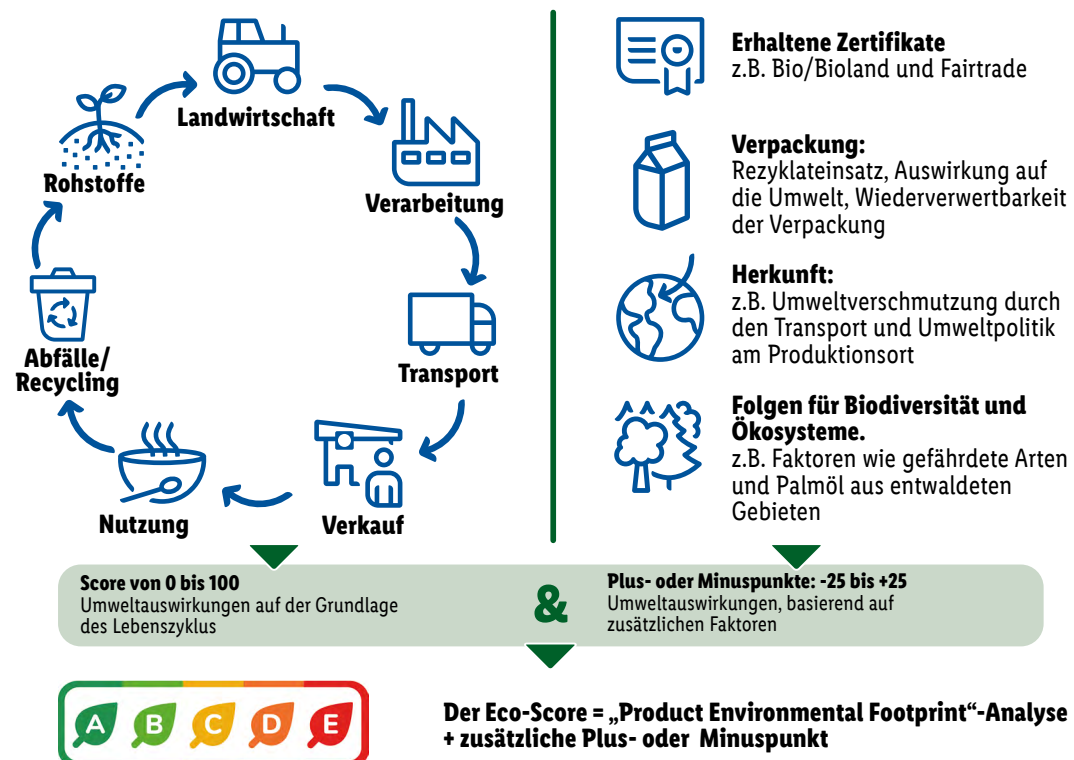 Landwirtschaft
Verarbeitung
Transport
Verkauf
Nutzung
Abfälle/
Recycling
Rohstoffe
Erhaltene Zertifikate
z.B. Bio/Bioland und Fairtrade
Verpackung:
Rezyklateinsatz, Auswirkung auf
die Umwelt, Wiederverwertbarkeit
der Verpackung
Herkunft:
z.B. Umweltverschmutzung durch
den Transport und Umweltpolitik
am Produktionsort
Folgen für Biodiversität und
Ökosysteme.
z.B. Faktoren wie gefährdete Arten
und Palmöl aus entwaldeten
Gebieten
Score von 0 bis 100
Umweltauswirkungen auf der Grundlage
des Lebenszyklus
&
Plus- oder Minuspunkte: -25 bis +25
Umweltauswirkungen, basierend auf
zusätzlichen Faktoren
A B C D E
Der Eco-Score = „Product Environmental Footprint“-Analyse
+ zusätzliche Plus- oder Minuspunkt